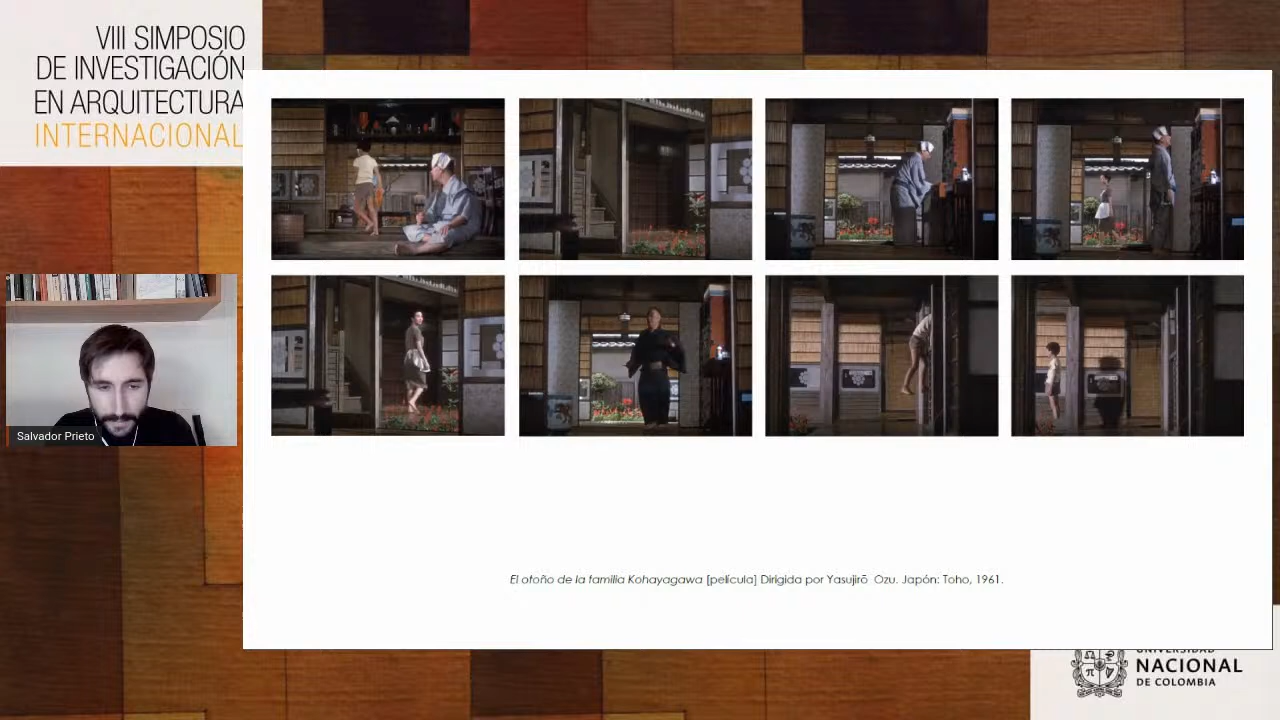 VIII SIMPOSIO
DE INVESTIGACIÓN
EN ARQUITECTURA
INTERNACIONAL
Salvador Prieto
El otoño de la familia Kohayagawa [película] Dirigida por Yasujirō Ozu. Japón: Toho, 1961.
UNIVERSIDAD
NACIONAL
DE COLOMBIA